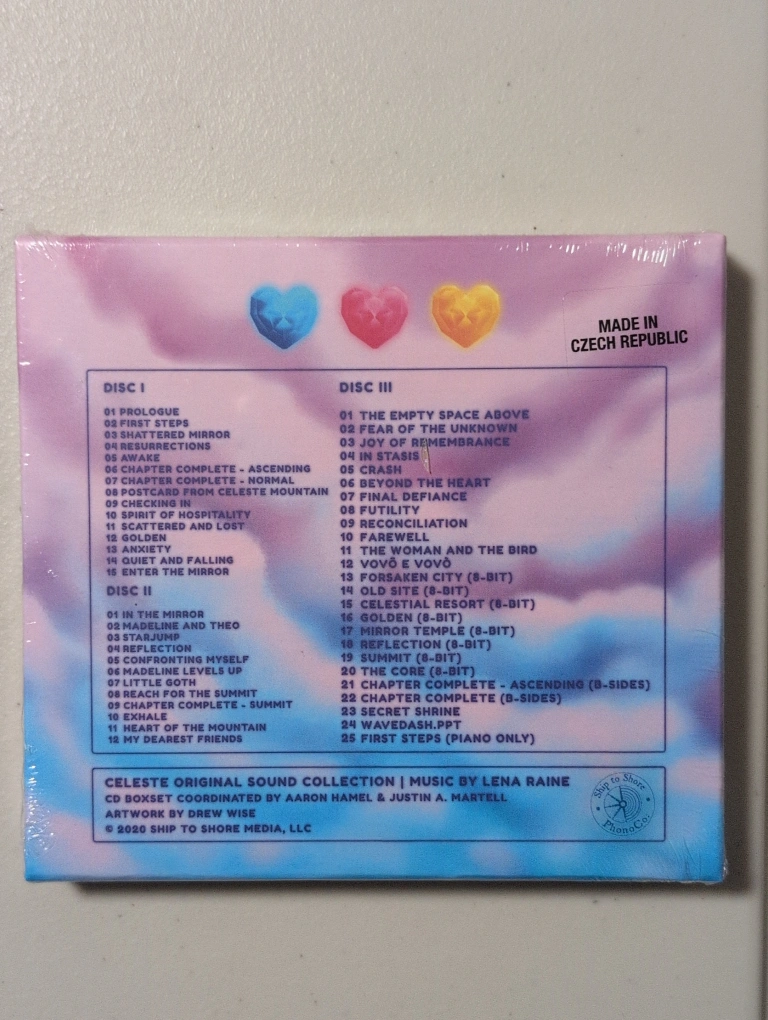 MADE IN
CZECH REPUBLIC
DISC I
01 PROLOGUE
02 FIRST STEPS
03 SHATTERED MIRROR
04 RESURRECTIONS
05 AWAKE
06 CHAPTER COMPLETE - ASCENDING
07 CHAPTER COMPLETE - NORMAL
08 POSTCARD FROM CELESTE MOUNTAIN
09 CHECKING IN
10 SPIRIT OF HOSPITALITY
11 SCATTERED AND LOST
12 GOLDEN
13 ANXIETY
14 QUIET AND FALLING
15 ENTER THE MIRROR
DISC II
01 IN THE MIRROR
02 MADELINE AND THEO
03 STARJUMP
04 REFLECTION
05 CONFRONTING MYSELF
06 MADELINE LEVELS UP
07 LITTLE GOTH
08 REACH FOR THE SUMMIT
09 CHAPTER COMPLETE - SUMMIT
10 EXHALE
11 HEART OF THE MOUNTAIN
12 MY DEAREST FRIENDS
DISC III
01 THE EMPTY SPACE ABOVE
02 FEAR OF THE UNKNOWN
03 JOY OF REMEMBRANCE
04 IN STASIS
05 CRASH
06 BEYOND THE HEART
07 FINAL DEFIANCE
08 FUTILITY
09 RECONCILIATION
10 FAREWELL
11 THE WOMAN AND THE BIRD
12 VOVÔ E VOVÒ
13 FORSAKEN CITY (8-BIT)
14 OLD SITE (8-BIT)
15 CELESTIAL RESORT (8-BIT)
16 GOLDEN (8-BIT)
17 MIRROR TEMPLE (8-BIT)
18 REFLECTION (8-BIT)
19 SUMMIT (8-BIT)
20 THE CORE (8-BIT)
21 CHAPTER COMPLETE - ASCENDING (B-SIDES)
22 CHAPTER COMPLETE (B-SIDES)
23 SECRET SHRINE
24 WAVEDASH.PPT
25 FIRST STEPS (PIANO ONLY)
CELESTE ORIGINAL SOUND COLLECTION | MUSIC BY LENA RAINE
CD BOXSET COORDINATED BY AARON HAMEL & JUSTIN A. MARTELL
ARTWORK BY DREW WISE
© 2020 SHIP TO SHORE MEDIA, LLC
Ship to Shore
PhonoCo.